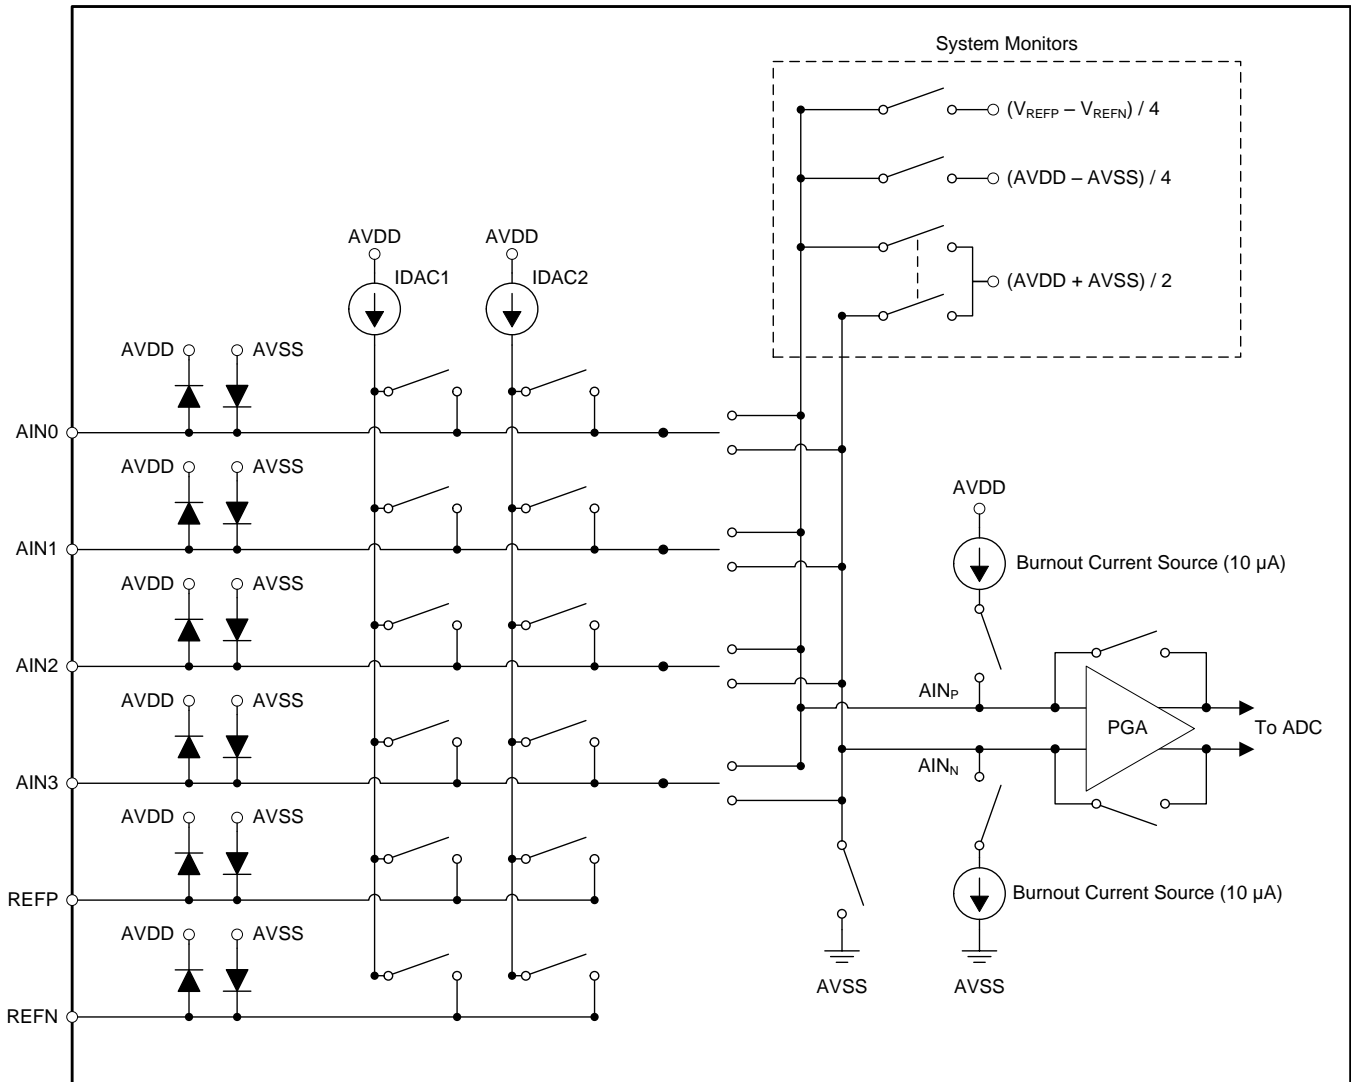 System Monitors
(VREFP – VREFN) / 4
(AVDD – AVSS) / 4
(AVDD + AVSS) / 2
AVDD
AVDD
IDAC1
IDAC2
AVDD
AVSS
AIN0
AVDD
AVSS
AIN1
AVDD
AVSS
AIN2
AVDD
AVSS
AIN3
AVDD
AVSS
REFP
AVDD
AVSS
REFN
AVDD
Burnout Current Source (10 µA)
AINP
PGA
To ADC
AINN
Burnout Current Source (10 µA)
AVSS
AVSS